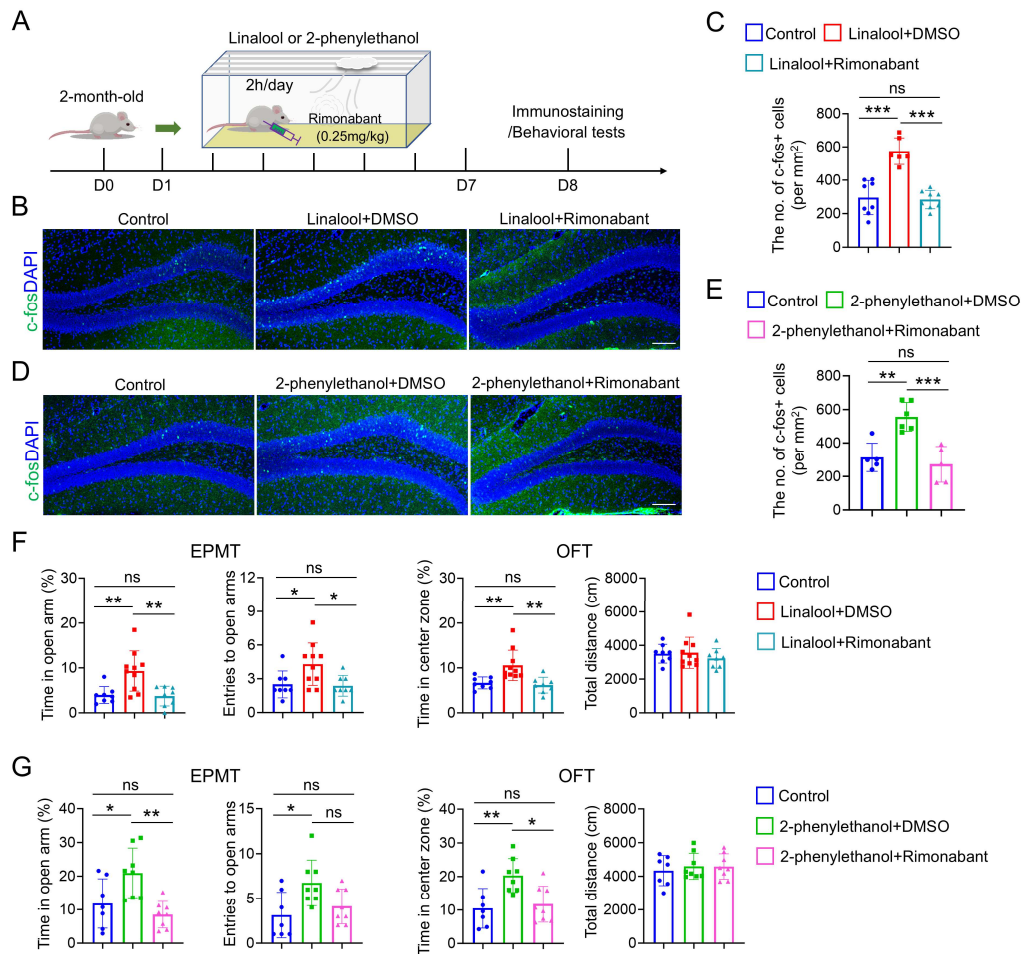 A
Linalool or 2-phenylethanol
2h/day
2-month-old
Rimonabant
(0.25mg/kg)
Immunostaining
/Behavioral tests
D0
D1
D7
D8
B
Control
Linalool+DMSO
Linalool+Rimonabant
c-fosDAPI
C
Control
Linalool+DMSO
Linalool+Rimonabant
ns
***
***
The no. of c-fos+ cells
(per mm²)
800
600
400
200
0
D
Control
2-phenylethanol+DMSO
2-phenylethanol+Rimonabant
c-fosDAPI
E
Control
2-phenylethanol+DMSO
2-phenylethanol+Rimonabant
ns
**
***
The no. of c-fos+ cells
(per mm²)
800
600
400
200
0
F
EPMT
OFT
Time in open arm (%)
30
20
10
0
ns
**
**
Entries to open arms
12
9
6
3
0
ns
*
*
Time in center zone (%)
30
20
10
0
ns
**
**
Total distance (cm)
8000
6000
4000
2000
0
Control
Linalool+DMSO
Linalool+Rimonabant
G
EPMT
OFT
Time in open arm (%)
40
30
20
10
0
ns
*
**
Entries to open arms
15
10
5
0
ns
*
ns
Time in center zone (%)
40
30
20
10
0
ns
**
*
Total distance (cm)
8000
6000
4000
2000
0
Control
2-phenylethanol+DMSO
2-phenylethanol+Rimonabant